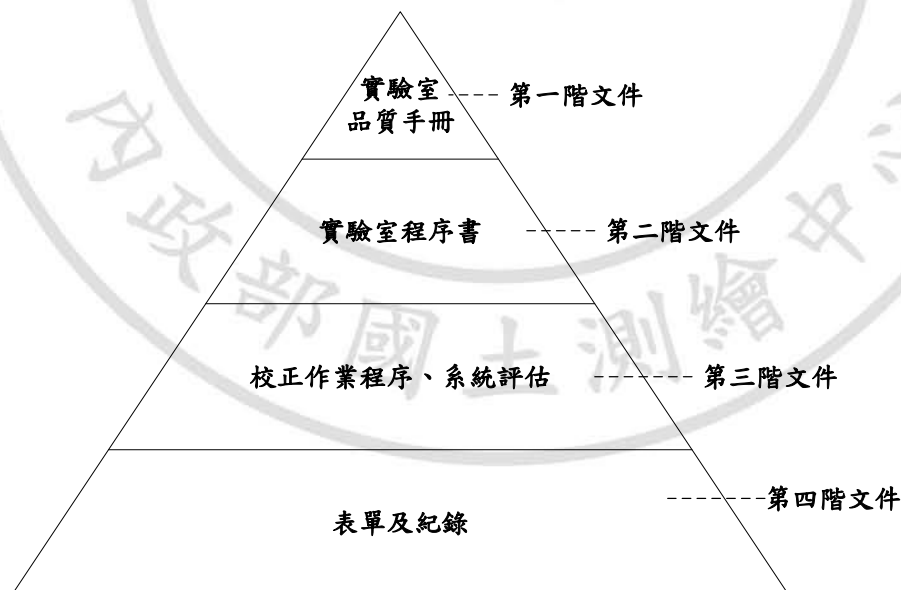 實驗室
品質手冊
第一階文件
實驗室程序書
第二階文件
校正作業程序、系統評估
第三階文件
表單及紀錄
第四階文件
內政部國土測繪中心